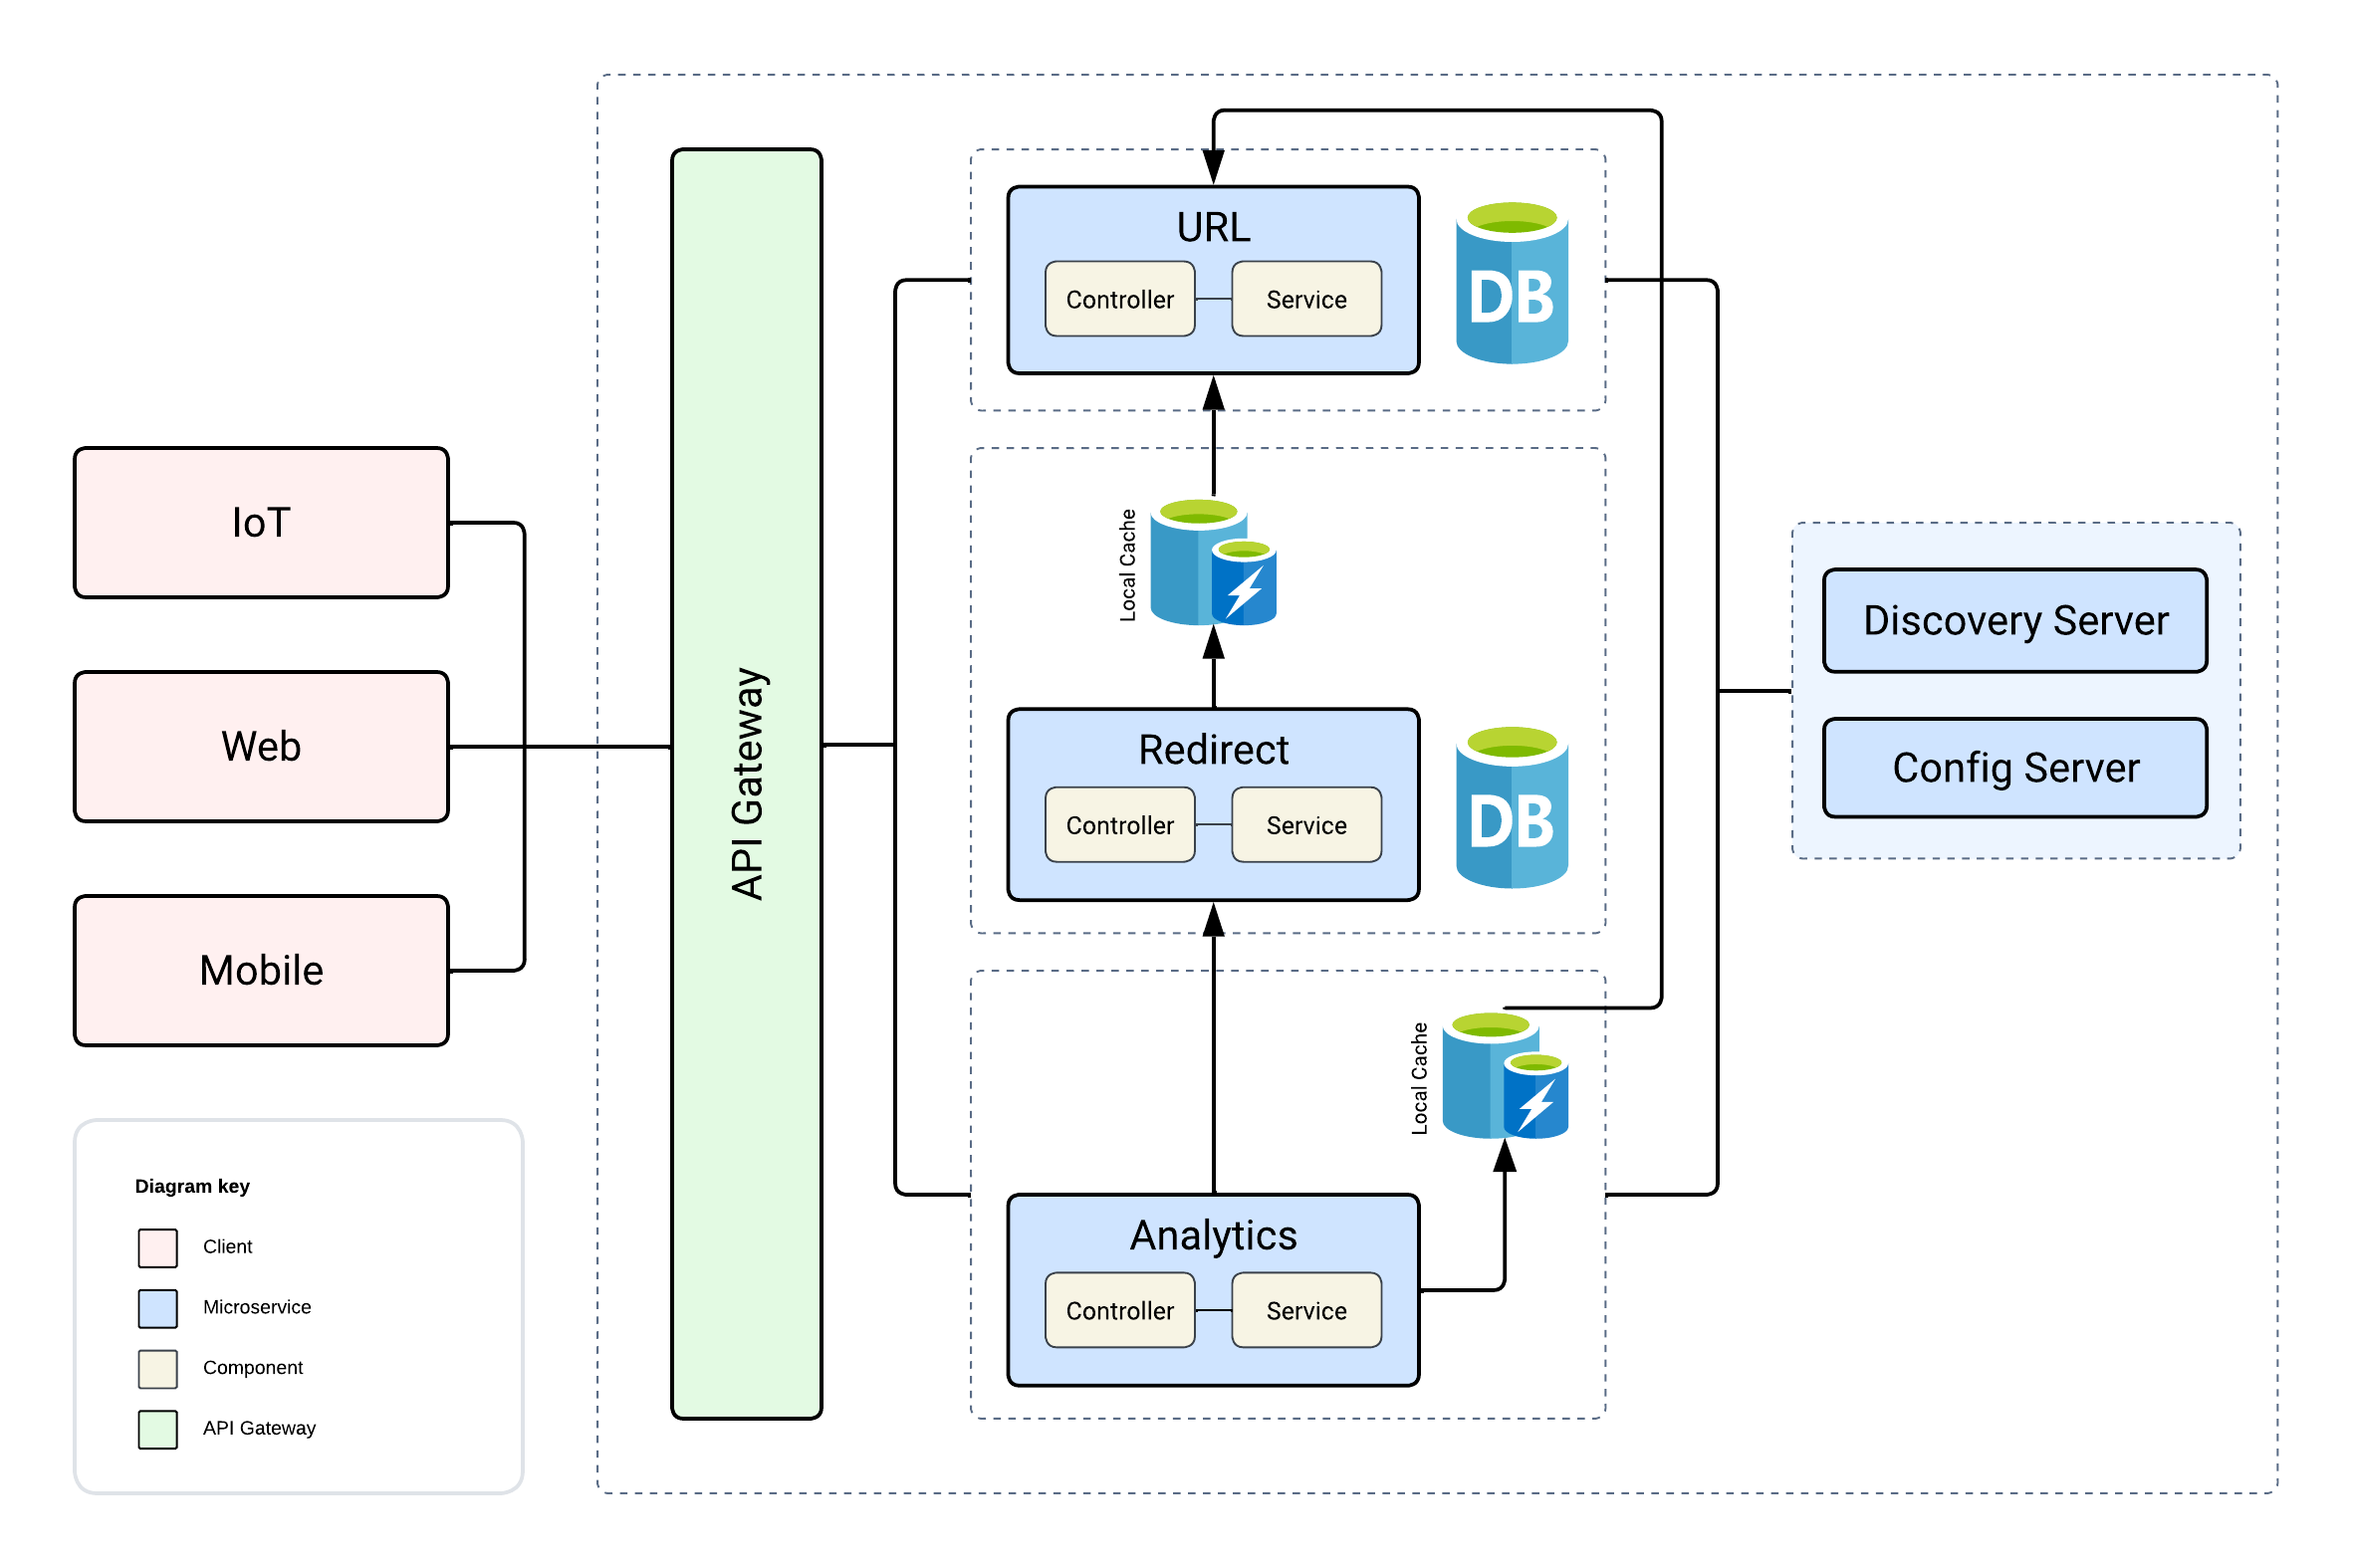 IoT
Web
Mobile
API Gateway
URL
Controller
Service
DB
Local Cache
Redirect
Controller
Service
DB
Local Cache
Analytics
Controller
Service
Discovery Server
Config Server
Diagram key
Client
Microservice
Component
API Gateway